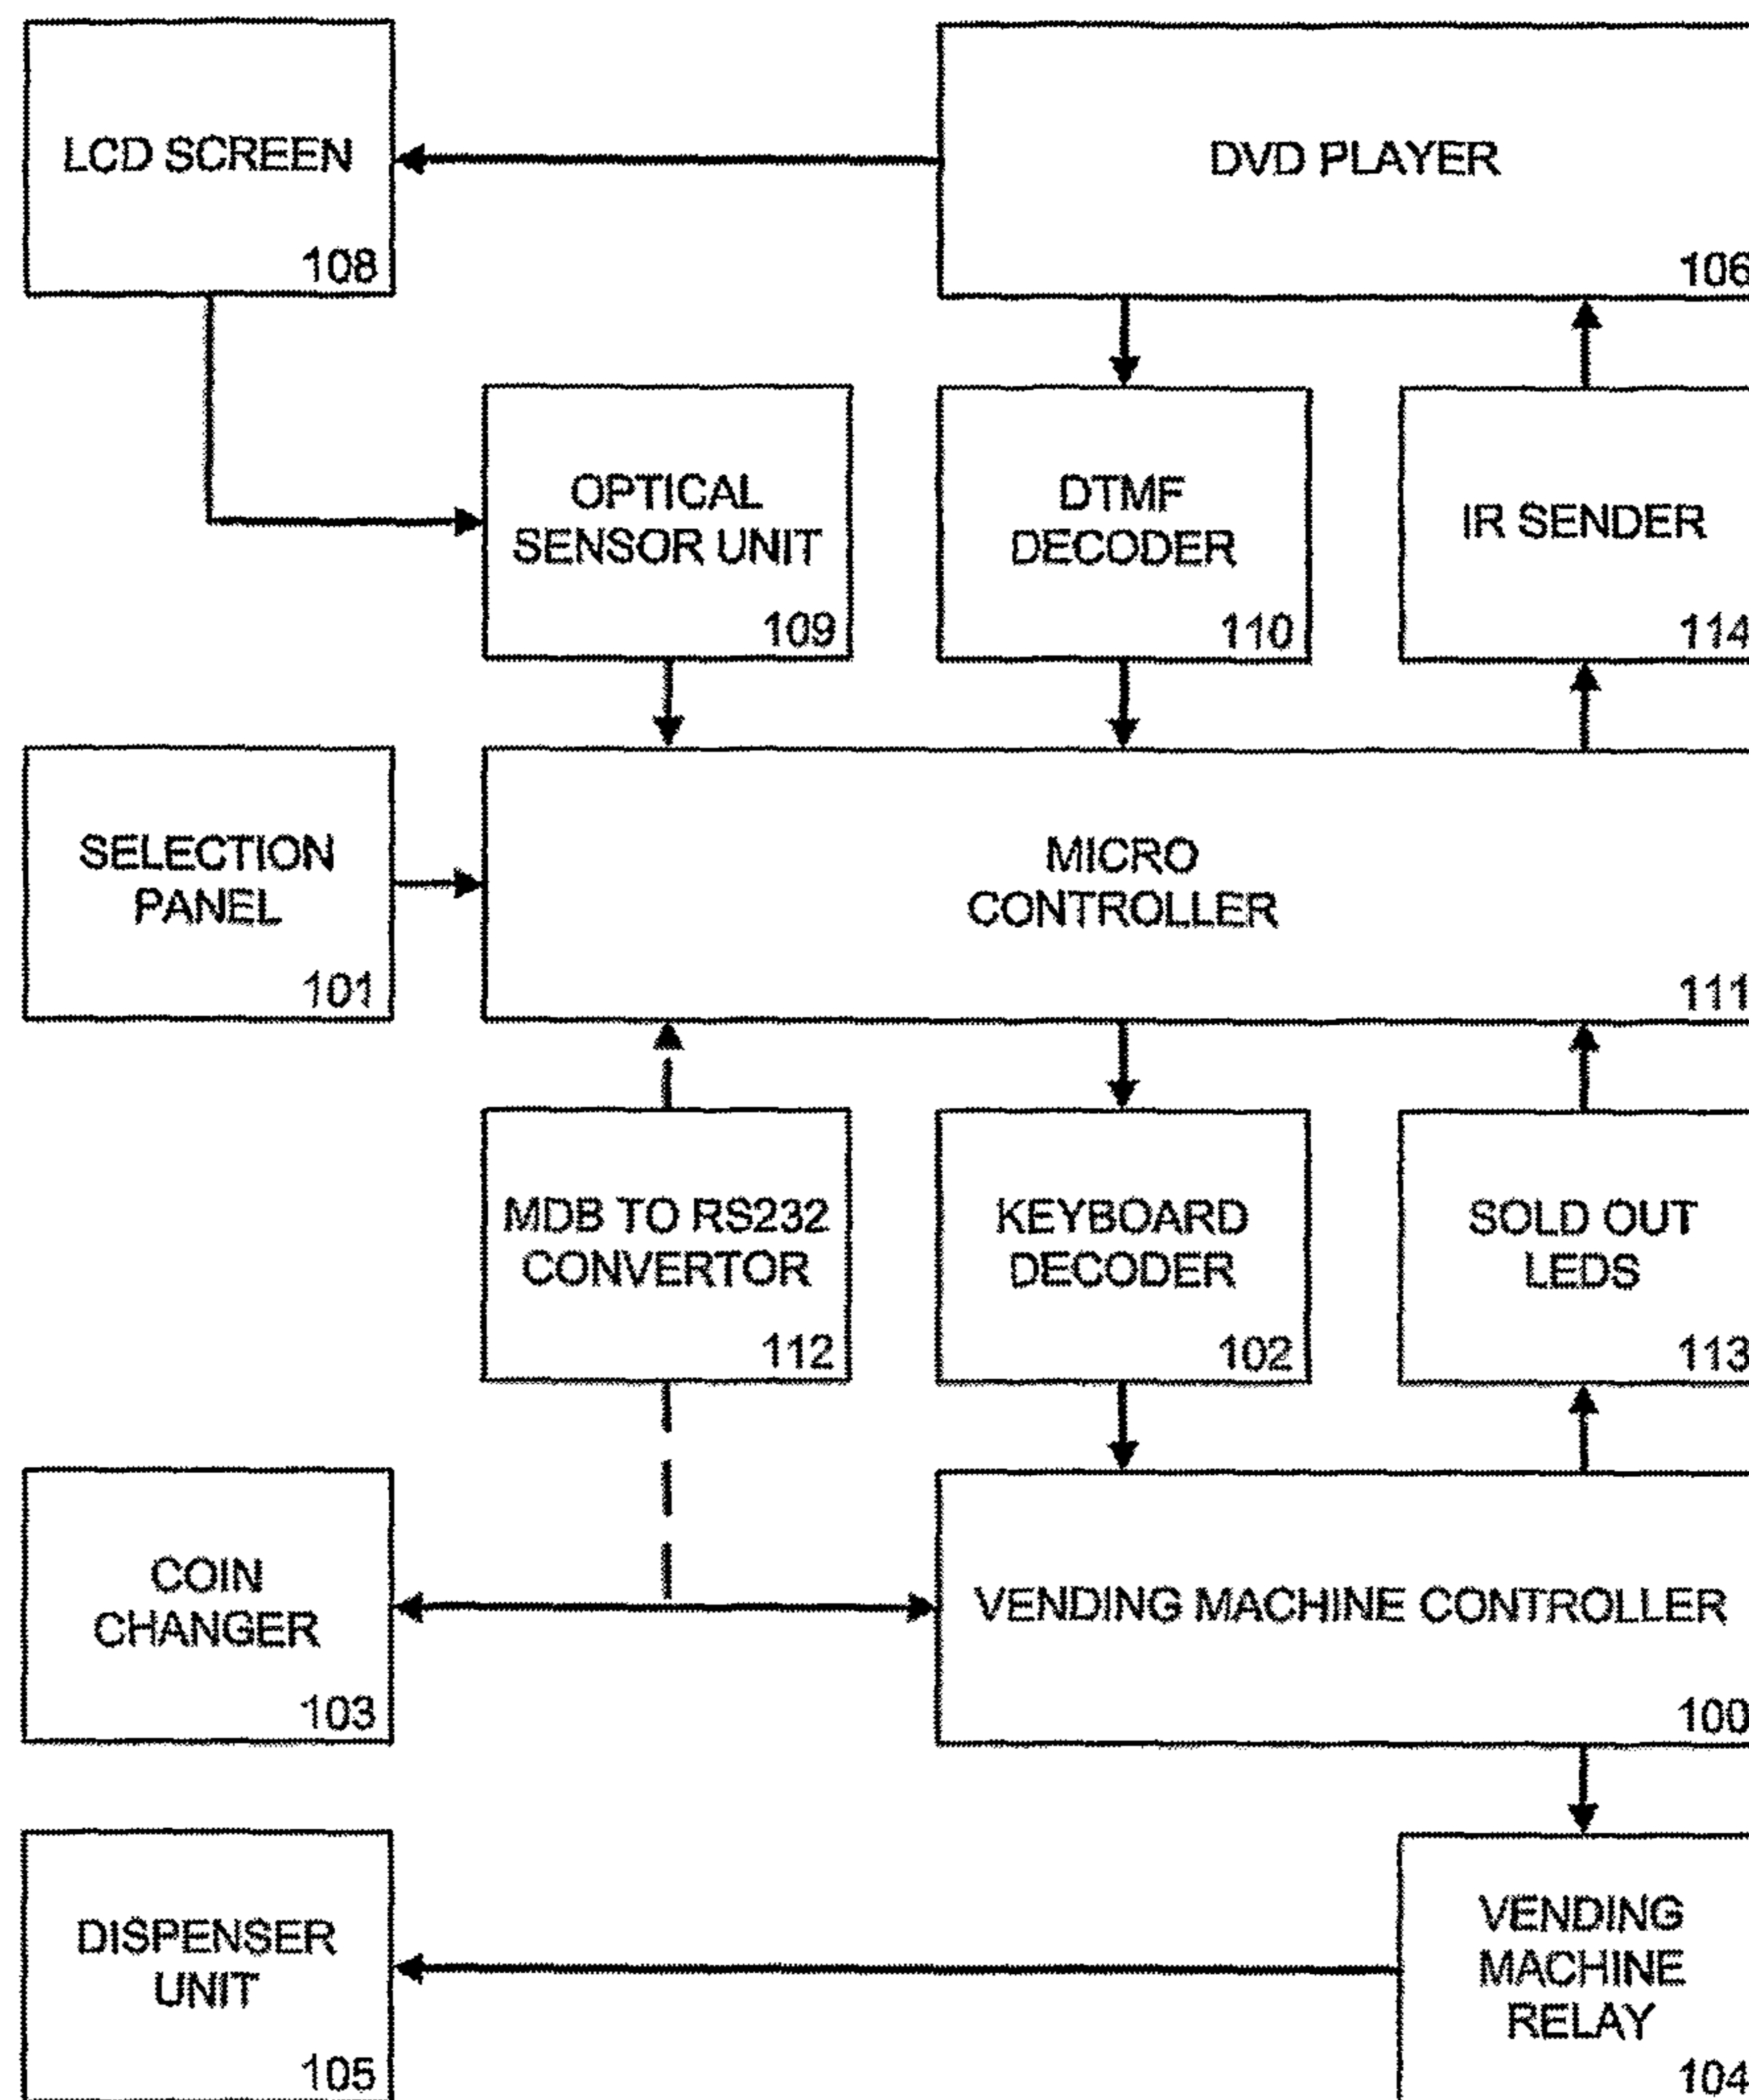 LCD SCREEN
108
DVD PLAYER
106
OPTICAL
SENSOR UNIT
109
DTMF
DECODER
110
IR SENDER
114
SELECTION
PANEL
101
MICRO
CONTROLLER
111
MDB TO RS232
CONVERTOR
112
KEYBOARD
DECODER
102
SOLD OUT
LEDS
113
COIN
CHANGER
103
VENDING MACHINE CONTROLLER
100
DISPENSER
UNIT
105
VENDING
MACHINE
RELAY
104